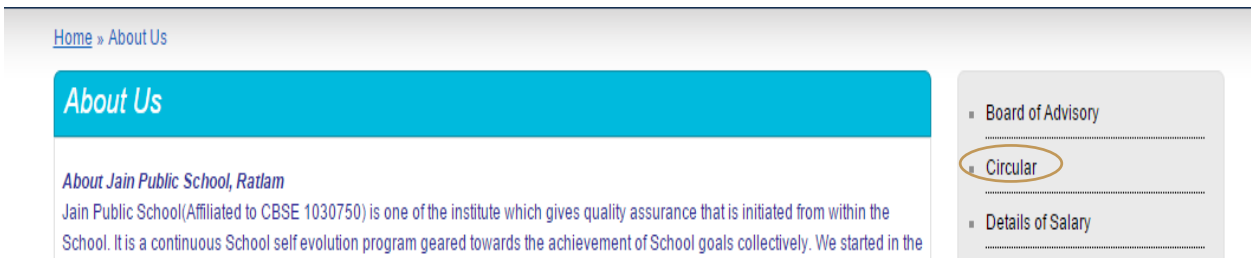 Home » About Us
About Us
About Jain Public School, Ratlam
Jain Public School(Affiliated to CBSE 1030750) is one of the institute which gives quality assurance that is initiated from within the
School. It is a continuous School self evolution program geared towards the achievement of School goals collectively. We started in the
Board of Advisory
Circular
Details of Salary